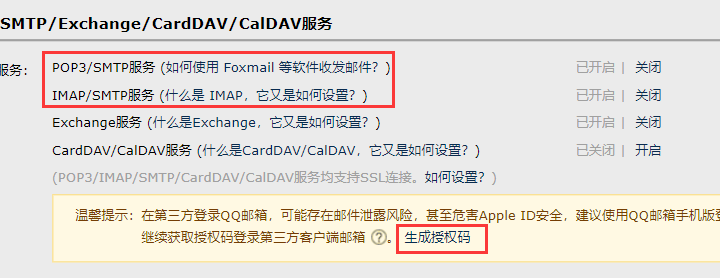 SMTP/Exchange/CardDAV/CalDAV服务
服务： POP3/SMTP服务 (如何使用 Foxmail 等软件收发邮件？) 已开启 | 关闭
IMAP/SMTP服务 (什么是 IMAP，它又是如何设置？) 已开启 | 关闭
Exchange服务 (什么是Exchange，它又是如何设置？) 已开启 | 关闭
CardDAV/CalDAV服务 (什么是CardDAV/CalDAV，它又是如何设置？) 已关闭 | 开启
(POP3/IMAP/SMTP/CardDAV/CalDAV服务均支持SSL连接。如何设置？)
温馨提示：在第三方登录QQ邮箱，可能存在邮件泄露风险，甚至危害Apple ID安全，建议使用QQ邮箱手机版
继续获取授权码登录第三方客户端邮箱 ? 。 生成授权码